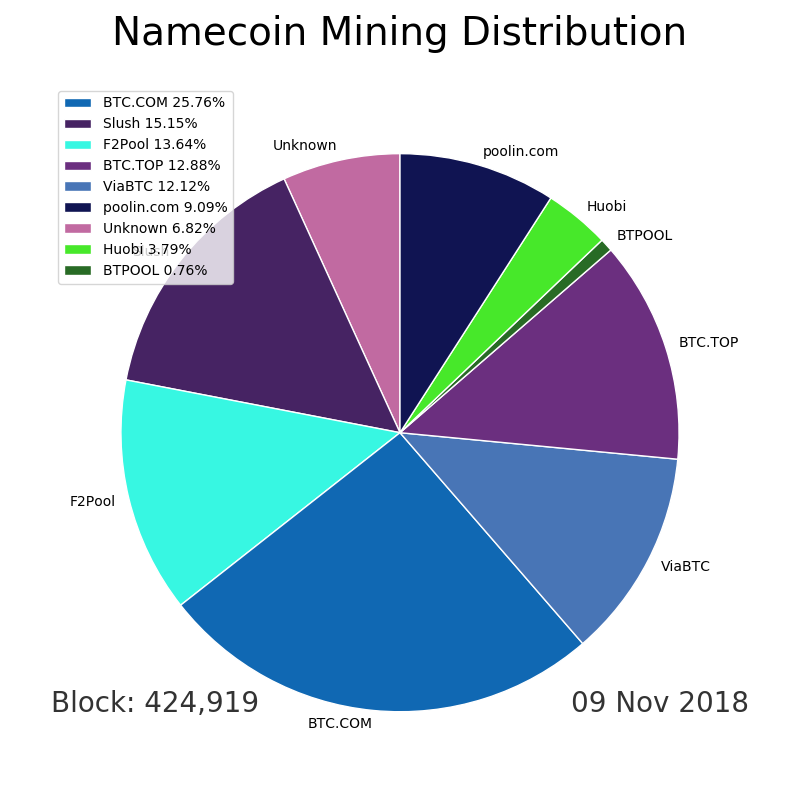 Namecoin Mining Distribution
BTC.COM 25.76%
Slush 15.15%
F2Pool 13.64%
BTC.TOP 12.88%
ViaBTC 12.12%
poolin.com 9.09%
Unknown 6.82%
Huobi 3.79%
BTPOOL 0.76%
Unknown
poolin.com
Huobi
BTPOOL
Slush
BTC.TOP
F2Pool
ViaBTC
BTC.COM
Block: 424,919
09 Nov 2018